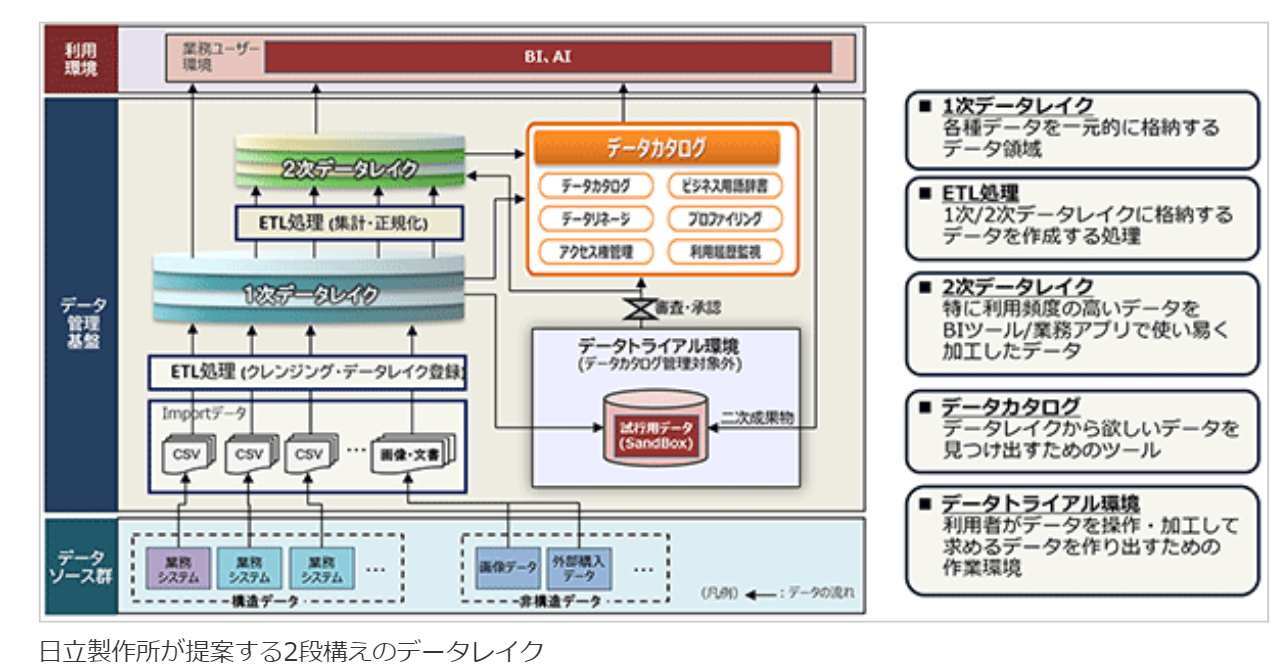 利用
環境
業務ユーザー
環境
BI、AI
データ
管理
基盤
2次データレイク
ETL処理 (集計・正規化)
1次データレイク
ETL処理 (クレンジング・データレイク登録)
Importデータ
CSV
CSV
CSV
…
画像・文書
データカタログ
データカタログ
ビジネス用語辞書
データリネージ
プロファイリング
アクセス権管理
利用履歴監視
審査・承認
データトライアル環境
(データカタログ管理対象外)
試行用データ
(SandBox)
二次成果物
データ
ソース群
業務
システム
業務
システム
業務
システム
…
構造データ
画像データ
外部購入
データ
…
非構造データ
(凡例) ← : データの流れ
■ 1次データレイク
各種データを一元的に格納する
データ領域
■ ETL処理
1次/2次データレイクに格納する
データを作成する処理
■ 2次データレイク
特に利用頻度の高いデータを
BIツール/業務アプリで使い易く
加工したデータ
■ データカタログ
データレイクから欲しいデータを
見つけ出すためのツール
■ データトライアル環境
利用者がデータを操作・加工して
求めるデータを作り出すための
作業環境
日立製作所が提案する2段構えのデータレイク